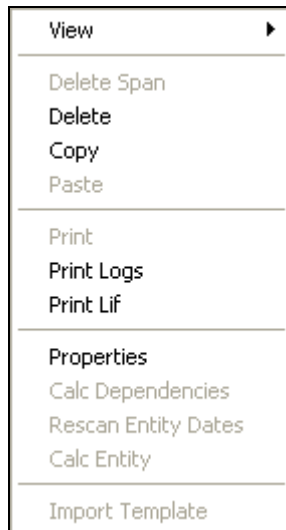 View
Delete Span
Delete
Copy
Paste
Print
Print Logs
Print Lif
Properties
Calc Dependencies
Rescan Entity Dates
Calc Entity
Import Template